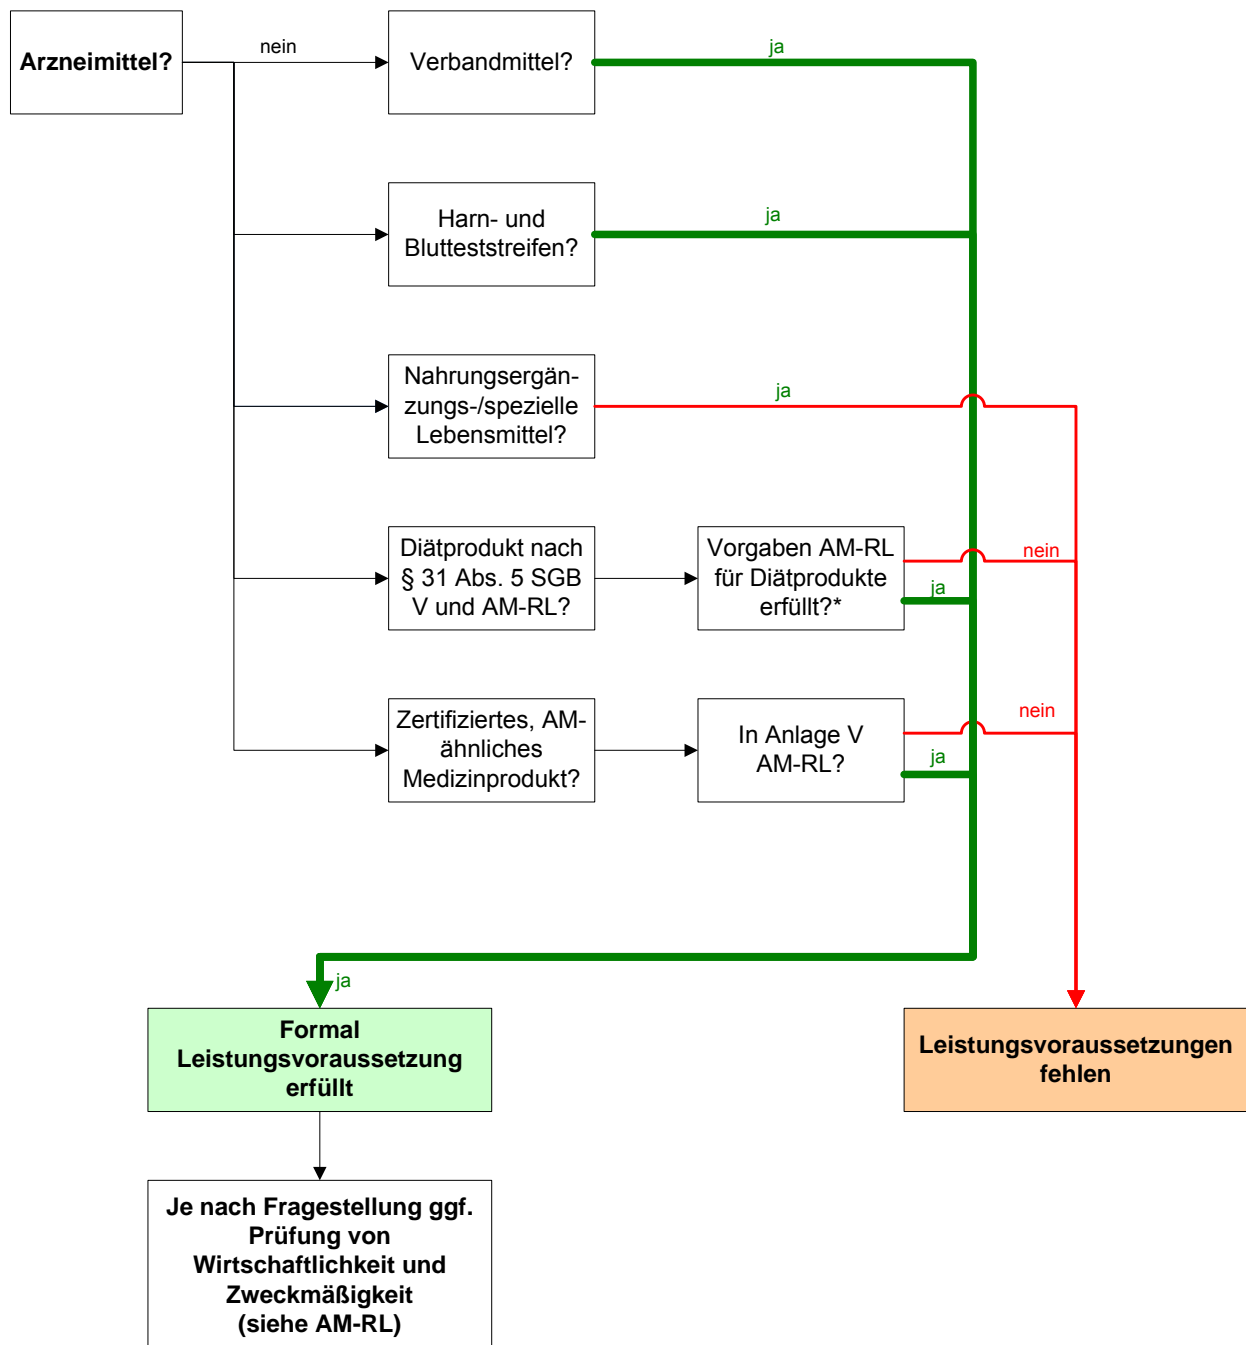 Arzneimittel?
nein
Verbandmittel?
ja
Harn- und
Blutteststreifen?
ja
Nahrungsergän-
zungs-/spezielle
Lebensmittel?
ja
Diätprodukt nach
§ 31 Abs. 5 SGB
V und AM-RL?
Vorgaben AM-RL
für Diätprodukte
erfüllt?*
nein
ja
Zertifiziertes, AM-
ähnliches
Medizinprodukt?
In Anlage V
AM-RL?
nein
ja
ja
Formal
Leistungsvoraussetzung
erfüllt
Leistungsvoraussetzungen
fehlen
Je nach Fragestellung ggf.
Prüfung von
Wirtschaftlichkeit und
Zweckmäßigkeit
(siehe AM-RL)